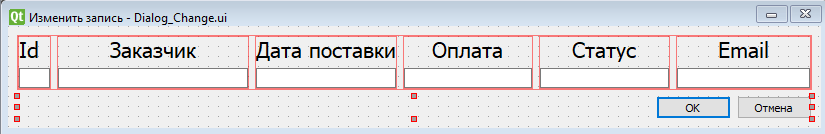 Qt Изменить запись - Dialog_Change.ui
Id Заказчик Дата поставки Оплата Статус Email
OK Отмена